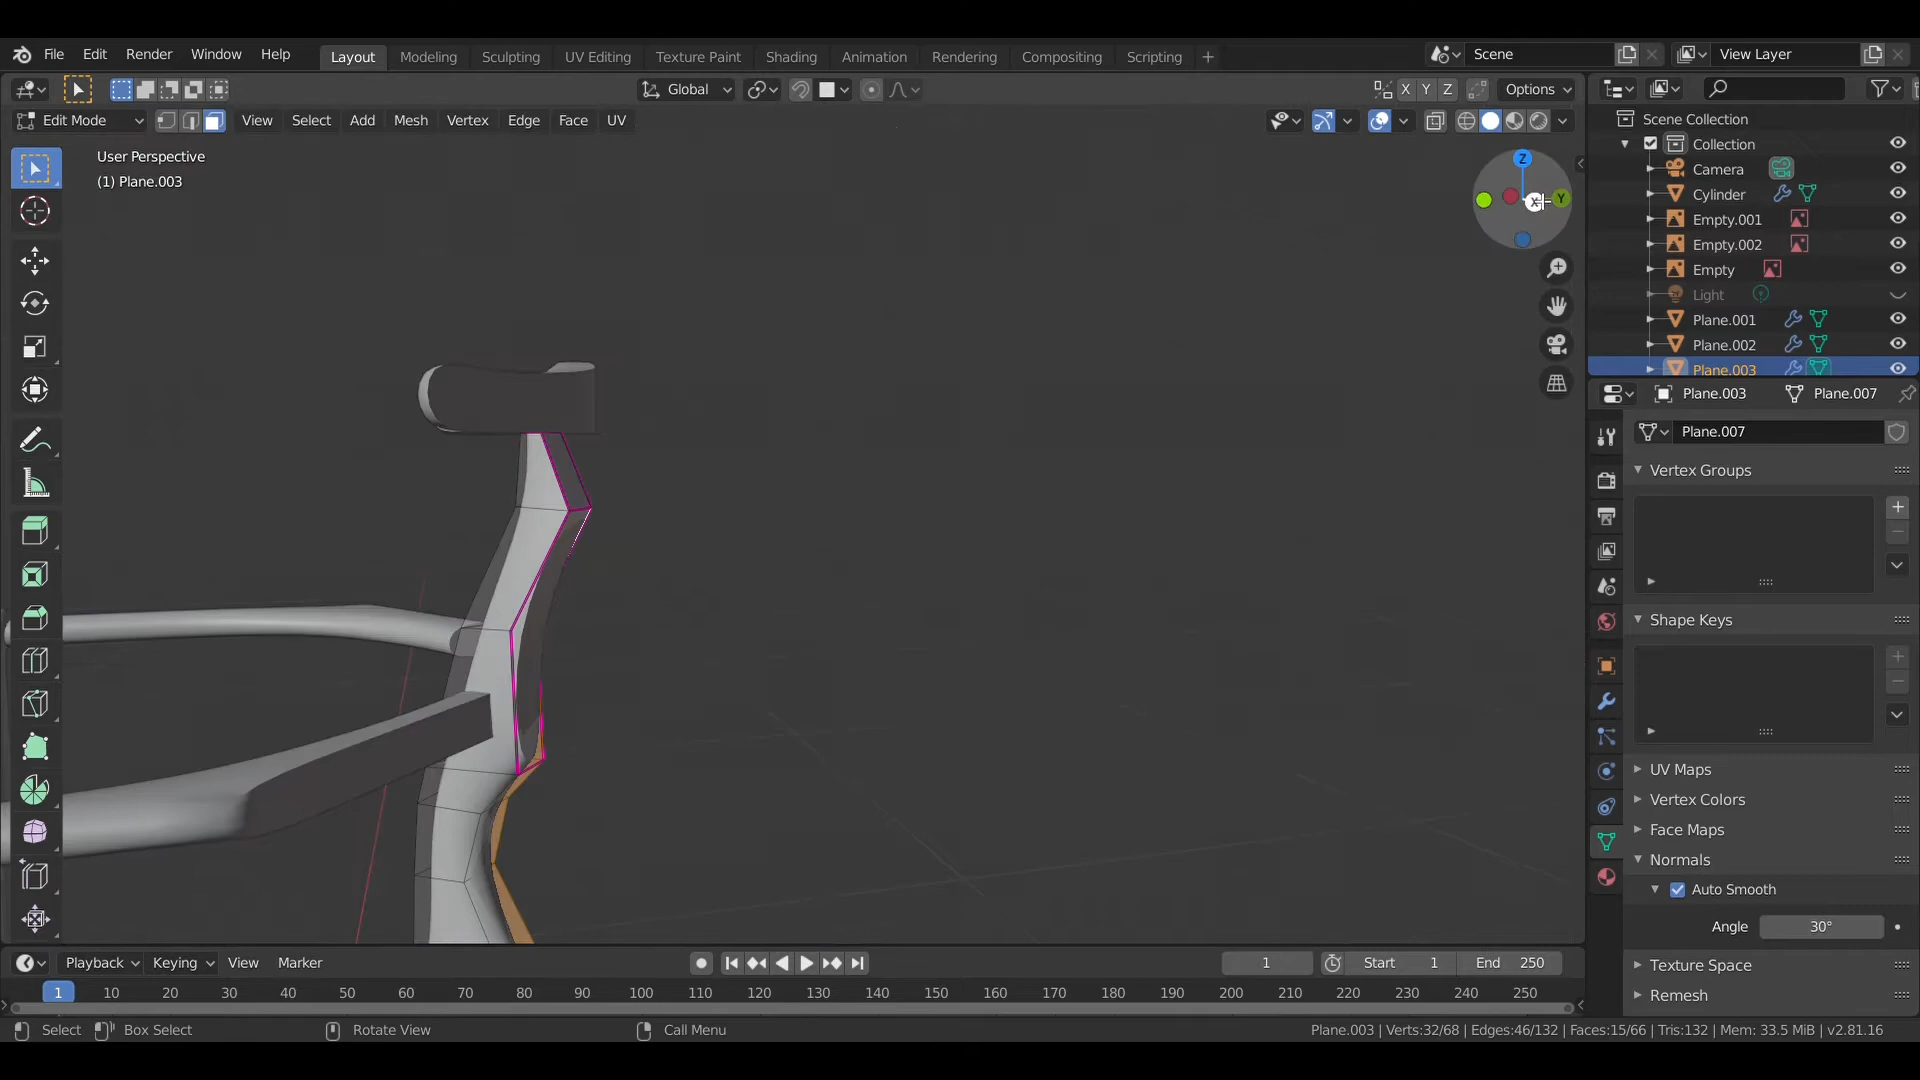 File Edit Render Window Help Layout Modeling Sculpting UV Editing Texture Paint Shading Animation Rendering Compositing Scripting + Scene View Layer
Global X Y Z Options
Edit Mode View Select Add Mesh Vertex Edge Face UV
User Perspective
(1) Plane.003
Z
X Y
Scene Collection
Collection
Camera
Cylinder
Empty.001
Empty.002
Empty
Light
Plane.001
Plane.002
Plane.003
Plane.003 Plane.007
Plane.007
Vertex Groups
Shape Keys
UV Maps
Vertex Colors
Face Maps
Normals
Auto Smooth
Angle 30°
Texture Space
Remesh
Playback Keying View Marker 1 Start 1 End 250
1 10 20 30 40 50 60 70 80 90 100 110 120 130 140 150 160 170 180 190 200 210 220 230 240 250
Select Box Select Rotate View Call Menu Plane.003 | Verts:32/68 | Edges:46/132 | Faces:15/66 | Tris:132 | Mem: 33.5 MiB | v2.81.16